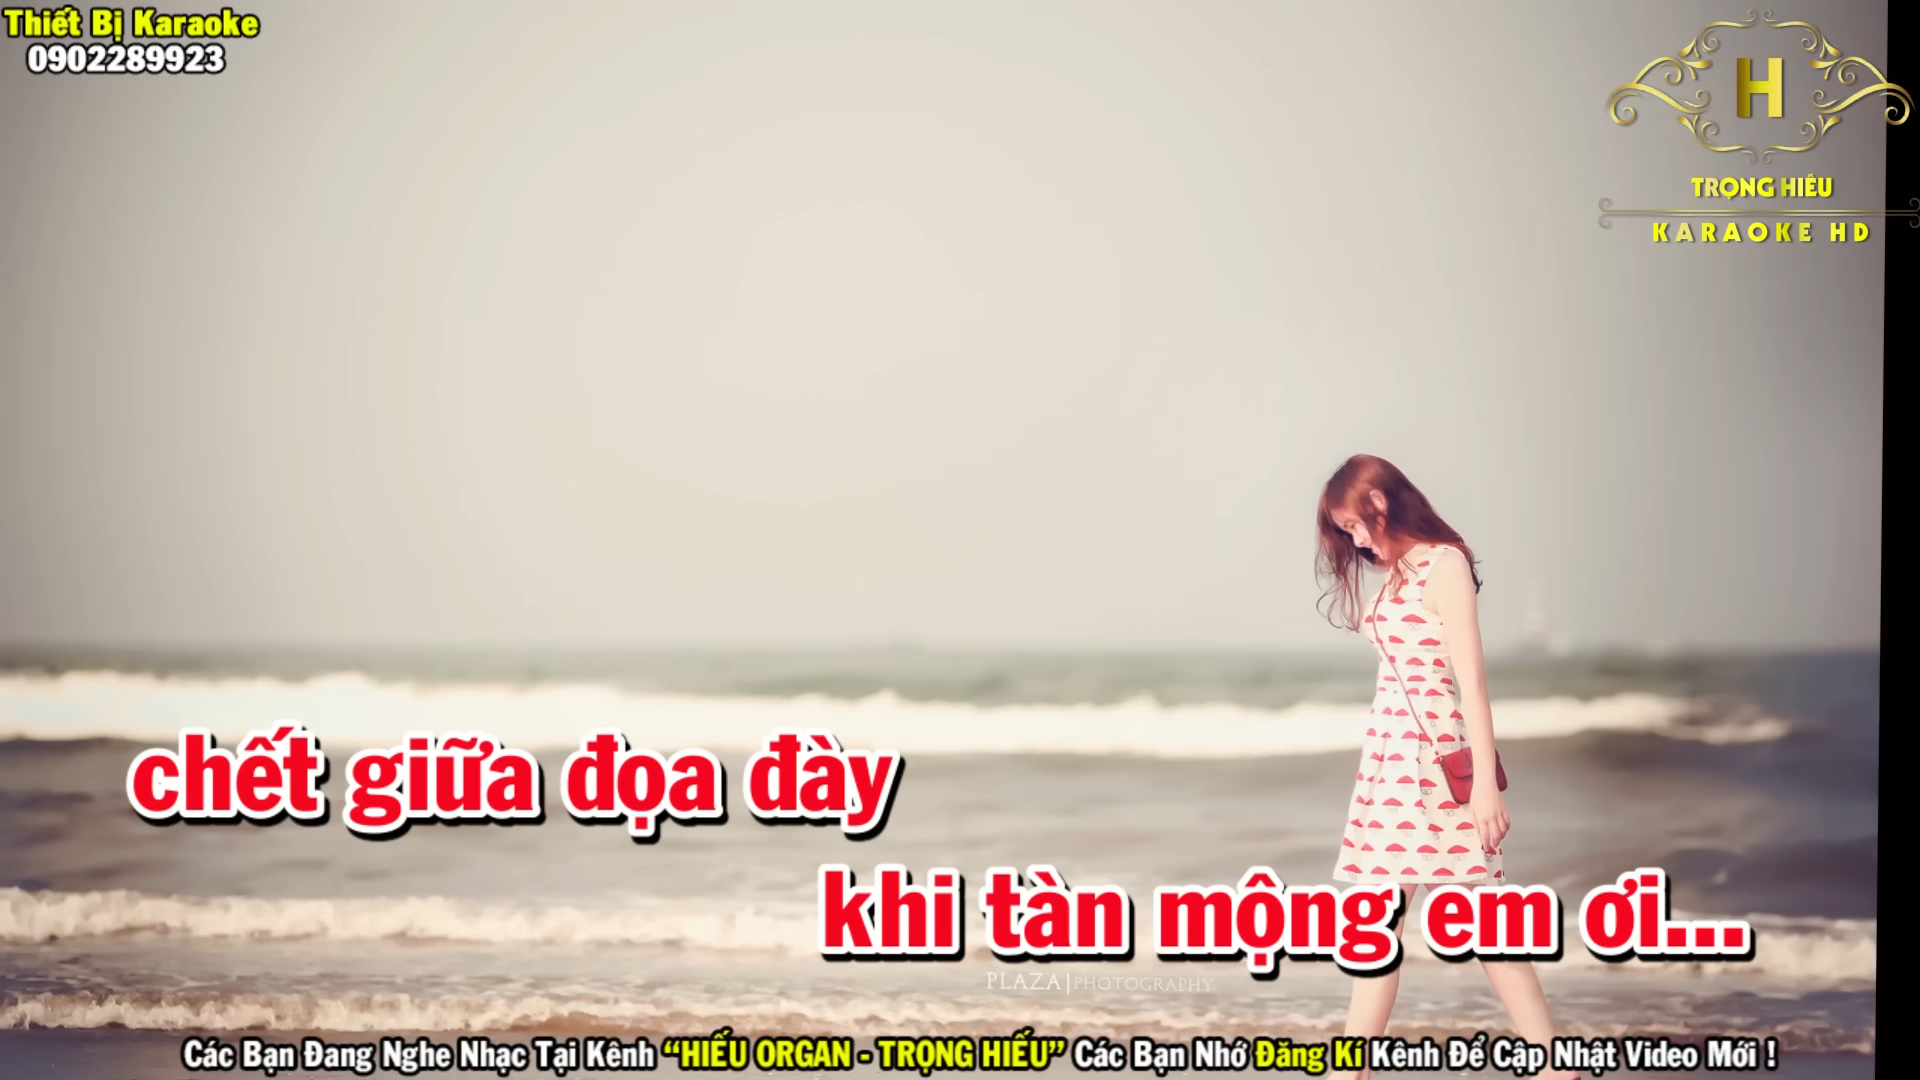 Thiết Bị Karaoke
0902289923
H
TRỌNG HIẾU
KARAOKE HD
chết giữa đọa đày
khi tàn mộng em ơi...
PLAZA|PHOTOGRAPHY
Các Bạn Đang Nghe Nhạc Tại Kênh “HIẾU ORGAN - TRỌNG HIẾU” Các Bạn Nhớ Đăng Kí Kênh Để Cập Nhật Video Mới !